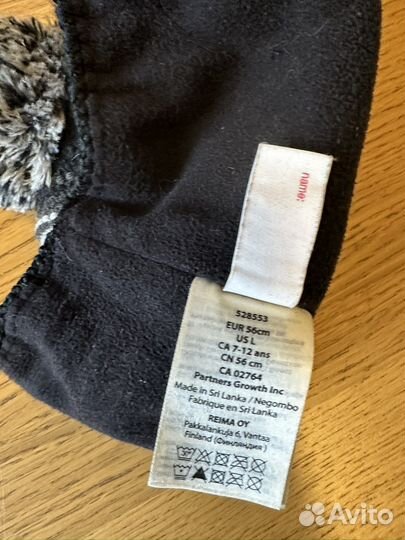 name:
528553
EUR 56cm
US L
CA 7-12 ans
CN 56 cm
CA 02764
Partners Growth Inc
Made in Sri Lanka / Negombo
Fabriqué en Sri Lanka
REIMA OY
Pakkalankuja 6, Vantaa
Finland (Финляндия)
Avito